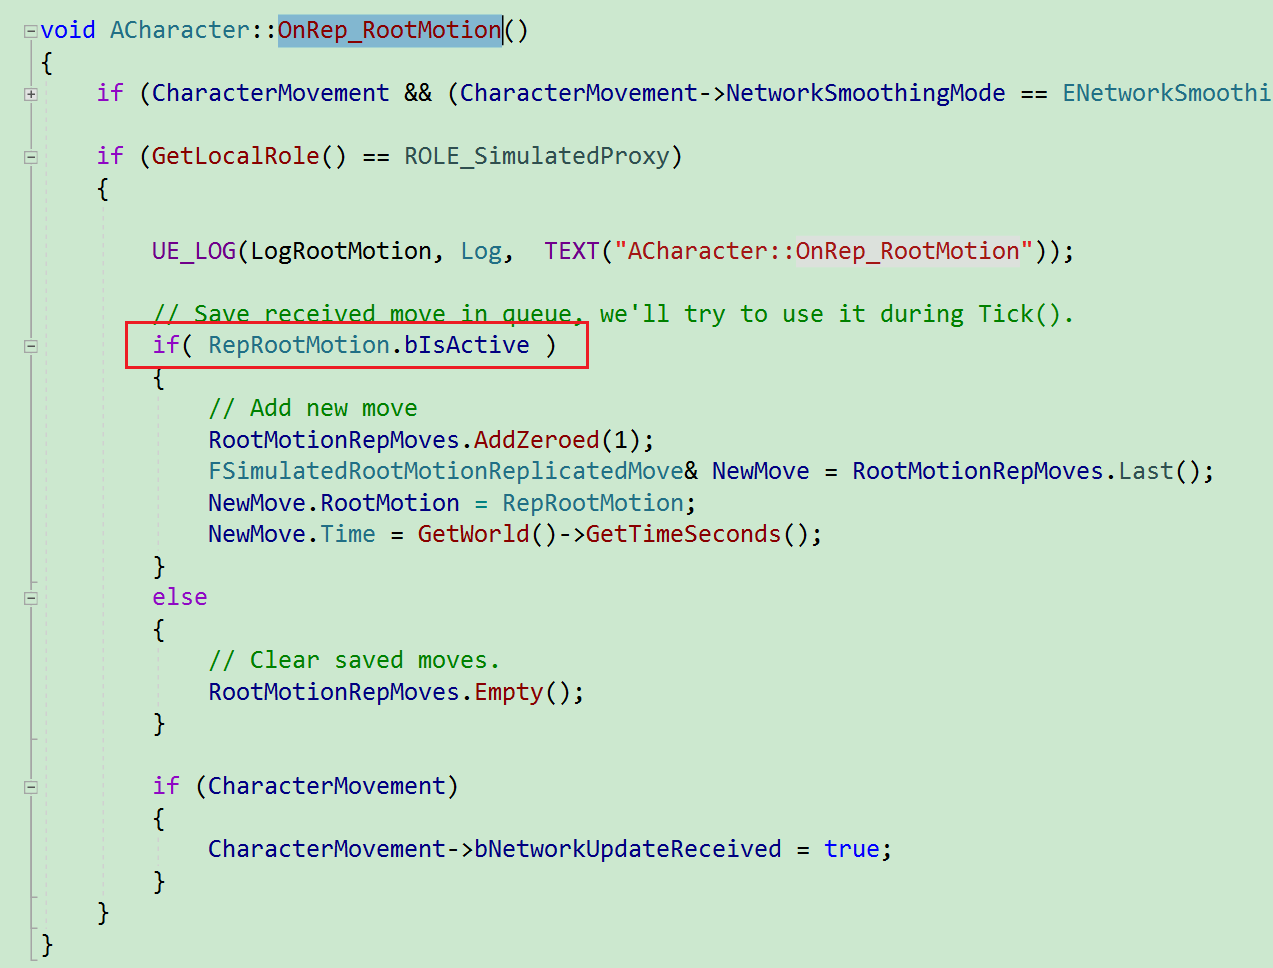 void ACharacter::OnRep_RootMotion()
{
if (CharacterMovement && (CharacterMovement->NetworkSmoothingMode == ENetworkSmoothi
if (GetLocalRole() == ROLE_SimulatedProxy)
{
UE_LOG(LogRootMotion, Log,  TEXT("ACharacter::OnRep_RootMotion"));
// Save received move in queue, we'll try to use it during Tick().
if( RepRootMotion.bIsActive )
{
// Add new move
RootMotionRepMoves.AddZeroed(1);
FSimulatedRootMotionReplicatedMove& NewMove = RootMotionRepMoves.Last();
NewMove.RootMotion = RepRootMotion;
NewMove.Time = GetWorld()->GetTimeSeconds();
}
else
{
// Clear saved moves.
RootMotionRepMoves.Empty();
}
if (CharacterMovement)
{
CharacterMovement->bNetworkUpdateReceived = true;
}
}
}